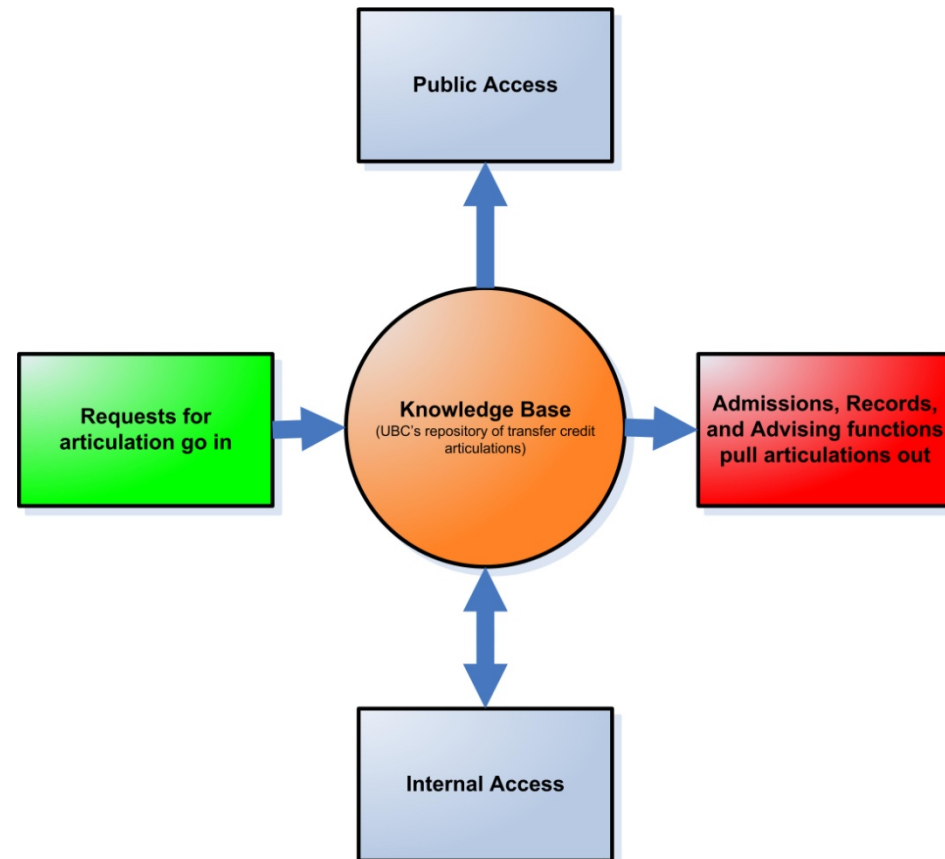 Public Access
Requests for
articulation go in
Knowledge Base
(UBC's repository of transfer credit
articulations)
Admissions, Records,
and Advising functions
pull articulations out
Internal Access